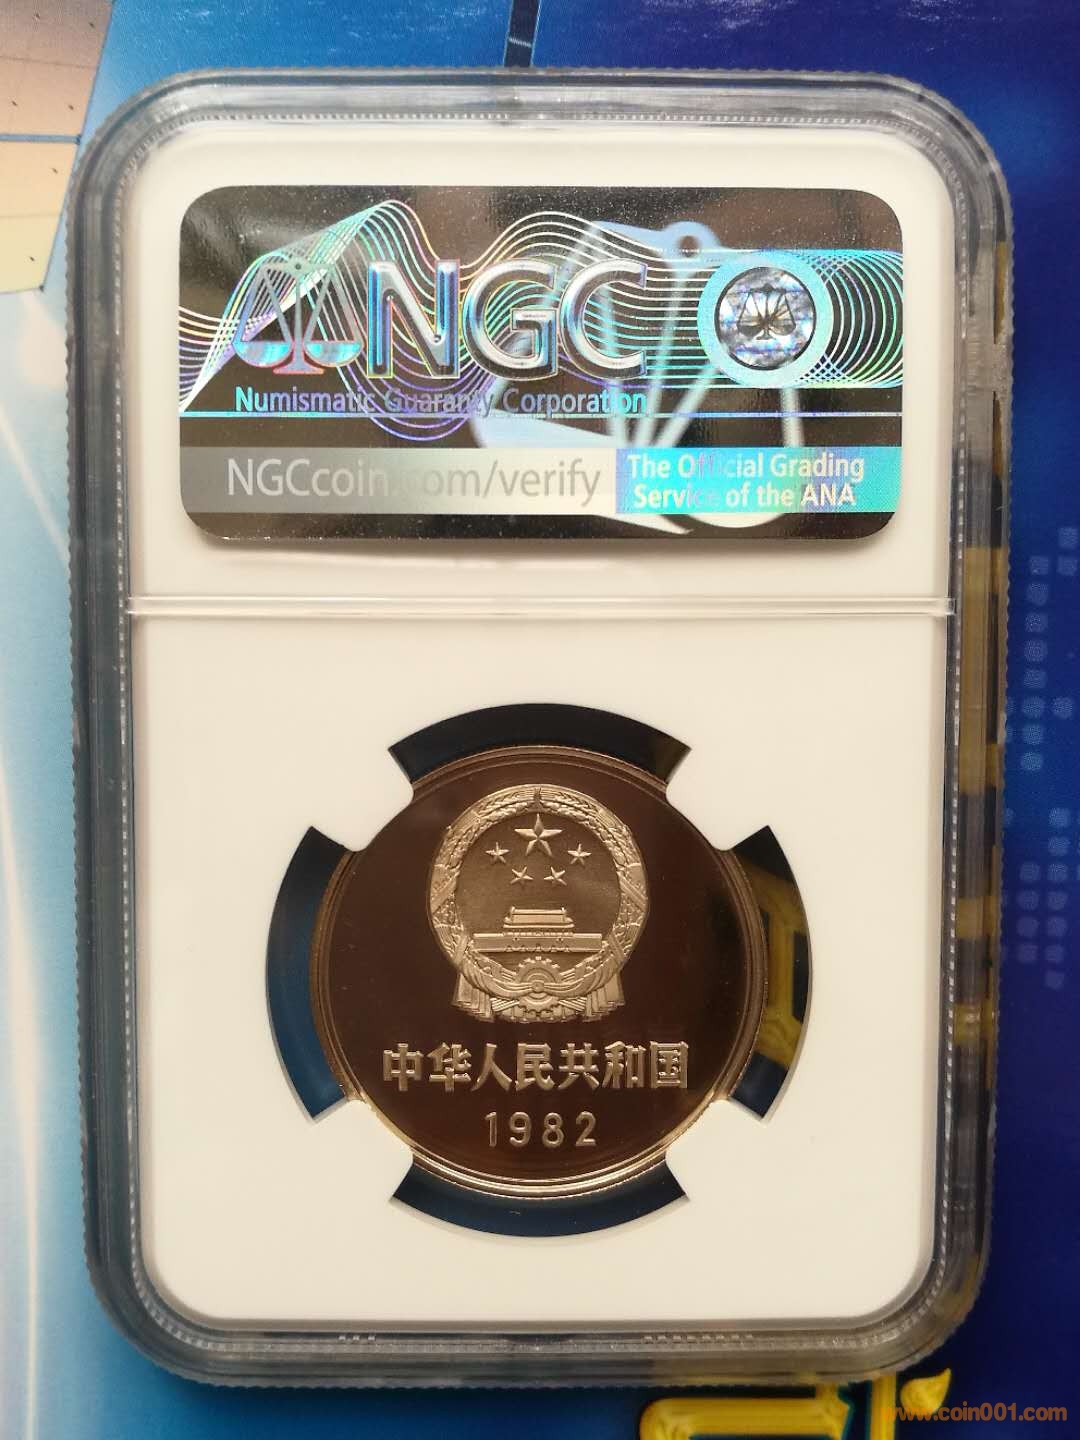 NGC
Numismatic Guaranty Corporation
NGCcoin.com/verify
The Official Grading
Service of the ANA
中华人民共和国
1982
www.coin001.com